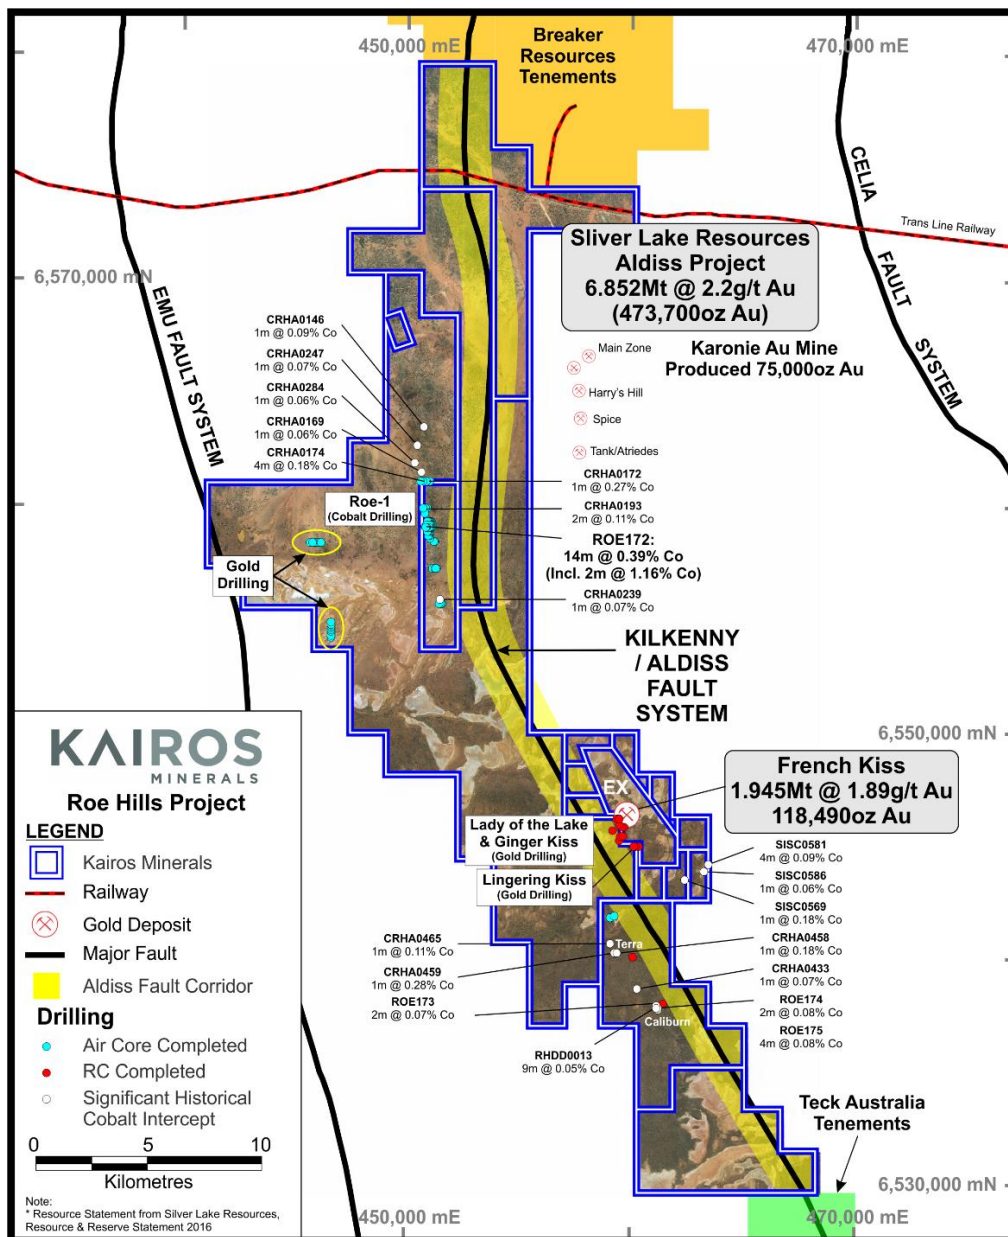 450,000 mE
470,000 mE
Breaker
Resources
Tenements
CELIA
FAULT
SYSTEM
Trans Line Railway
6,570,000 mN
EMU FAULT SYSTEM
Sliver Lake Resources
Aldiss Project
6.852Mt @ 2.2g/t Au
(473,700oz Au)
Karonie Au Mine
Produced 75,000oz Au
Main Zone
Harry's Hill
Spice
Tank/Atriedes
CRHA0146
1m @ 0.09% Co
CRHA0247
1m @ 0.07% Co
CRHA0284
1m @ 0.06% Co
CRHA0169
1m @ 0.06% Co
CRHA0174
4m @ 0.18% Co
Roe-1
(Cobalt Drilling)
Gold
Drilling
CRHA0172
1m @ 0.27% Co
CRHA0193
2m @ 0.11% Co
ROE172:
14m @ 0.39% Co
(Incl. 2m @ 1.16% Co)
CRHA0239
1m @ 0.07% Co
KILKENNY
/ ALDISS
FAULT
SYSTEM
6,550,000 mN
EX
French Kiss
1.945Mt @ 1.89g/t Au
118,490oz Au
Lady of the Lake
& Ginger Kiss
(Gold Drilling)
Lingering Kiss
(Gold Drilling)
SISC0581
4m @ 0.09% Co
SISC0586
1m @ 0.06% Co
SISC0569
1m @ 0.18% Co
CRHA0458
1m @ 0.18% Co
CRHA0433
1m @ 0.07% Co
ROE174
2m @ 0.08% Co
ROE175
4m @ 0.08% Co
CRHA0465
1m @ 0.11% Co
CRHA0459
1m @ 0.28% Co
ROE173
2m @ 0.07% Co
RHDD0013
9m @ 0.05% Co
Terra
Caliburn
Teck Australia
Tenements
6,530,000 mN
450,000 mE
470,000 mE
KAIROS
MINERALS
Roe Hills Project
LEGEND
Kairos Minerals
Railway
Gold Deposit
Major Fault
Aldiss Fault Corridor
Drilling
Air Core Completed
RC Completed
Significant Historical
Cobalt Intercept
0 5 10
Kilometres
Note:
* Resource Statement from Silver Lake Resources,
Resource & Reserve Statement 2016